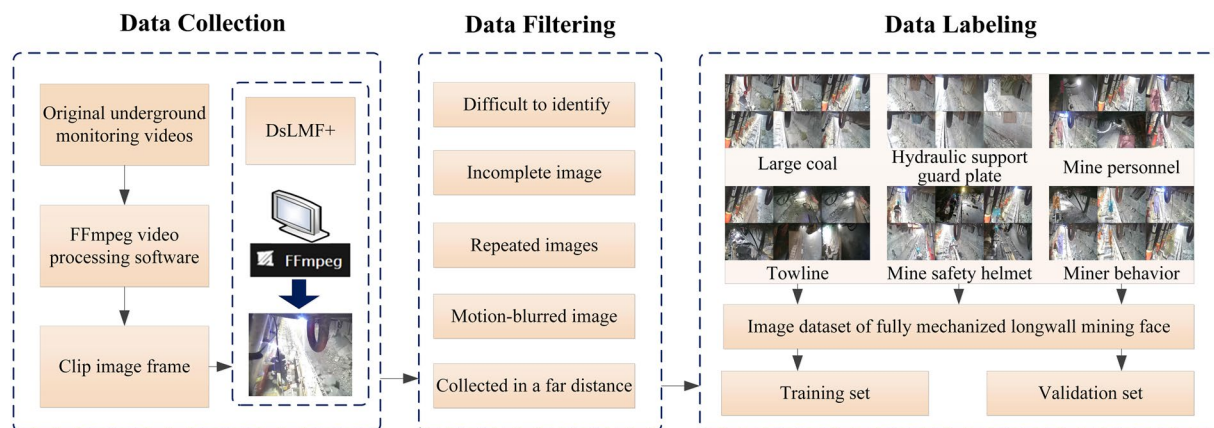 Data Collection
Original underground
monitoring videos
FFmpeg video
processing software
Clip image frame
DsLMF+
FFmpeg
Data Filtering
Difficult to identify
Incomplete image
Repeated images
Motion-blurred image
Collected in a far distance
Data Labeling
Large coal
Hydraulic support
guard plate
Mine personnel
Towline
Mine safety helmet
Miner behavior
Image dataset of fully mechanized longwall mining face
Training set
Validation set